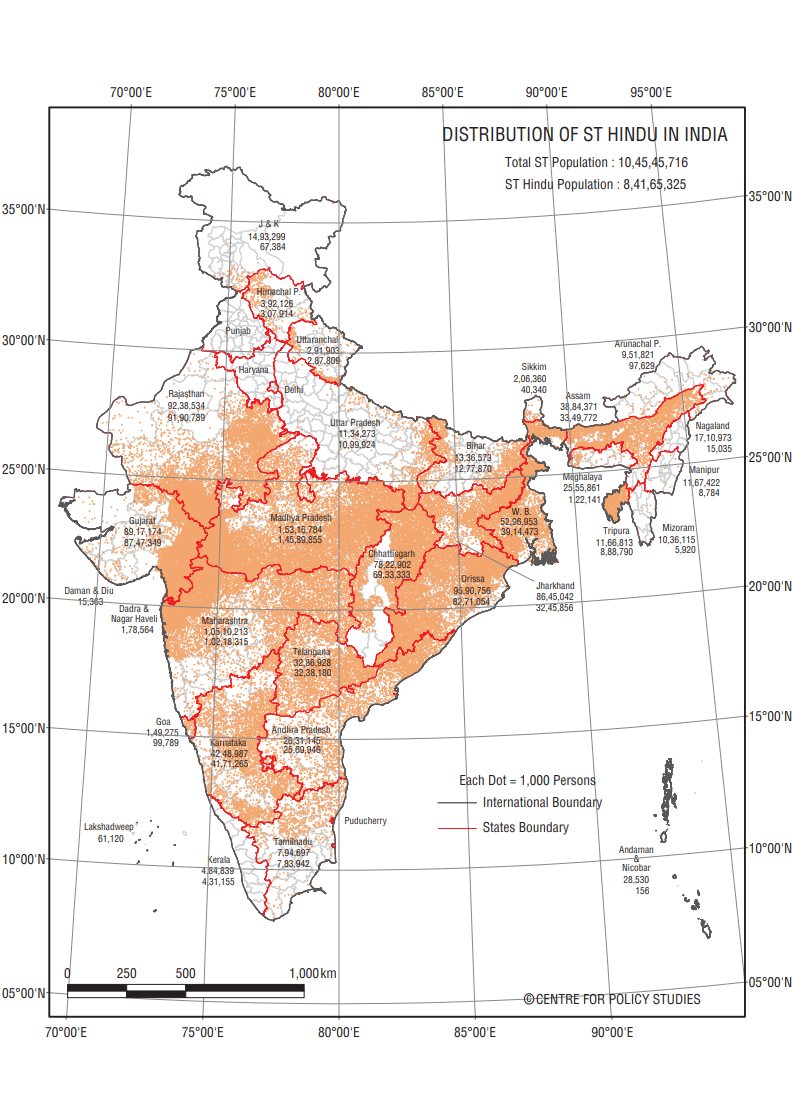 70°00'E 75°00'E 80°00'E 85°00'E 90°00'E 95°00'E
DISTRIBUTION OF ST HINDU IN INDIA
Total ST Population : 10,45,45,716
ST Hindu Population : 8,41,65,325
35°00'N
35°00'N
J & K
14,93,299
67,384
Himachal P.
3,92,126
3,07,914
30°00'N
30°00'N
Punjab
Uttaranchal
2,91,903
2,87,809
Haryana
Delhi
Arunachal P.
9,51,821
97,629
Sikkim
2,06,360
40,340
Rajasthan
92,38,534
91,90,789
Assam
38,84,371
33,49,772
Uttar Pradesh
11,34,273
10,99,924
Nagaland
17,10,973
15,035
Bihar
13,36,573
12,77,870
25°00'N
25°00'N
Manipur
11,67,422
8,784
Meghalaya
25,55,861
1,22,141
Gujarat
89,17,174
87,47,349
Madhya Pradesh
1,53,16,784
1,45,89,855
W. B.
52,96,953
39,14,473
Tripura
11,66,813
8,88,790
Mizoram
10,36,115
5,920
Chhattisgarh
78,22,902
69,33,333
Orissa
95,90,756
82,71,054
Jharkhand
86,45,042
32,45,856
Daman & Diu
15,363
20°00'N
20°00'N
Dadra &
Nagar Haveli
1,78,564
Maharashtra
1,05,10,213
1,02,18,315
Telangana
32,86,928
32,38,180
15°00'N
15°00'N
Goa
1,49,275
99,789
Karnataka
42,48,987
41,71,265
Andhra Pradesh
26,31,145
25,69,946
Each Dot = 1,000 Persons
International Boundary
States Boundary
Puducherry
Lakshadweep
61,120
Tamilnadu
7,94,697
7,83,942
10°00'N
10°00'N
Kerala
4,84,839
4,31,155
Andaman
&
Nicobar
28,530
156
0 250 500 1,000 km
05°00'N
05°00'N
©CENTRE FOR POLICY STUDIES
70°00'E 75°00'E 80°00'E 85°00'E 90°00'E